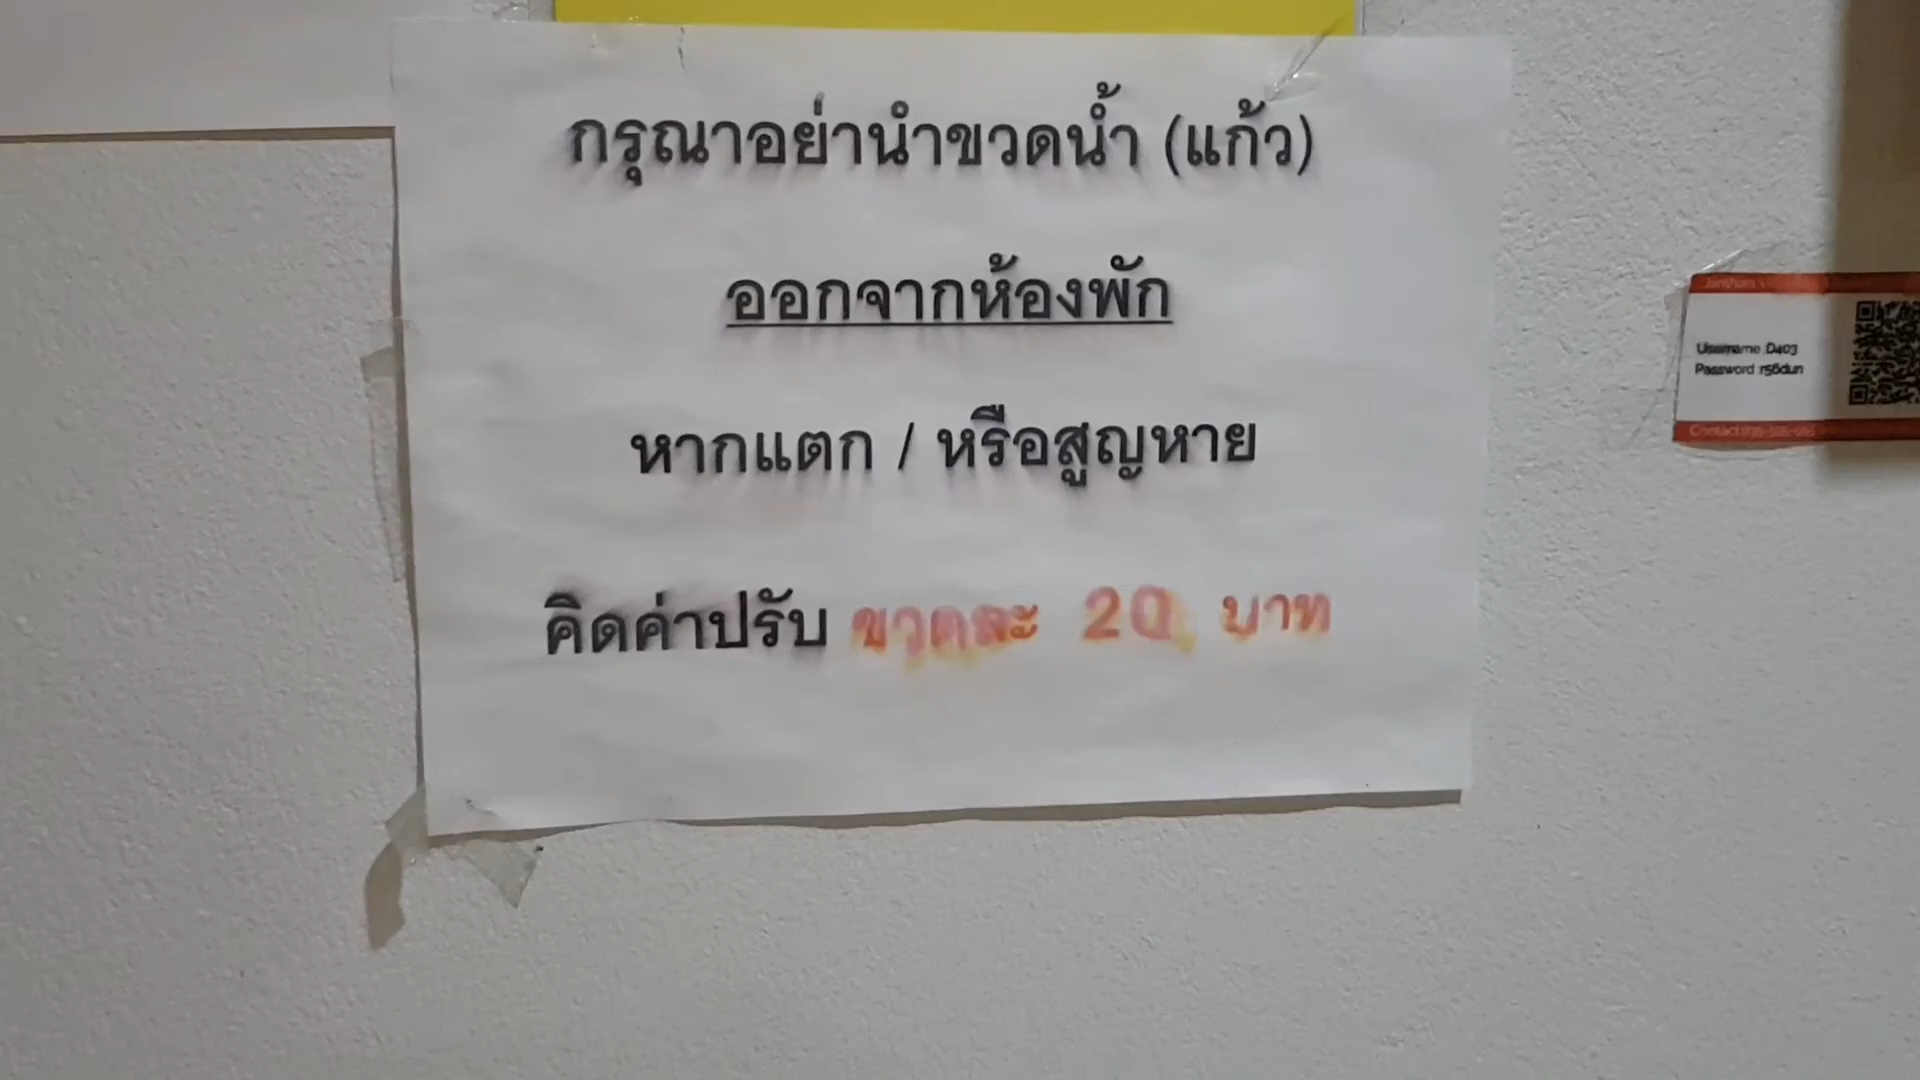 กรุณาอย่านำขวดน้ำ (แก้ว)
ออกจากห้องพัก
หากแตก / หรือสูญหาย
คิดค่าปรับ ขวดละ 20 บาท
Username :D403
Password :r56dun